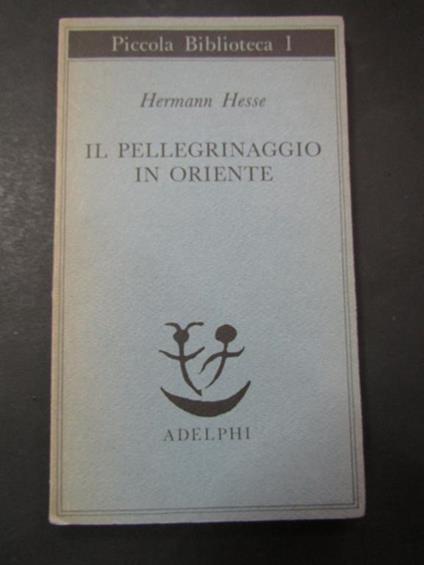 Piccola Biblioteca 1
Hermann Hesse
IL PELLEGRINAGGIO
IN ORIENTE
ADELPHI